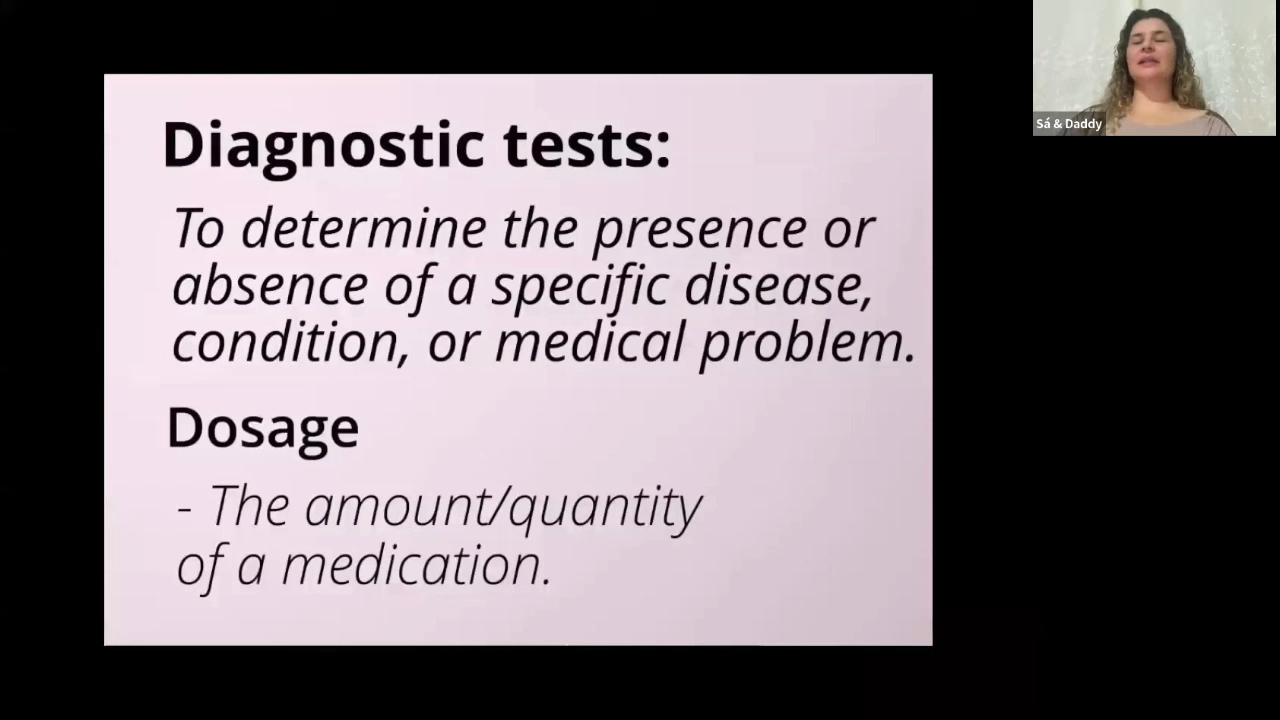 Diagnostic tests:
To determine the presence or
absence of a specific disease,
condition, or medical problem.
Dosage
- The amount/quantity
of a medication.
Sá & Daddy